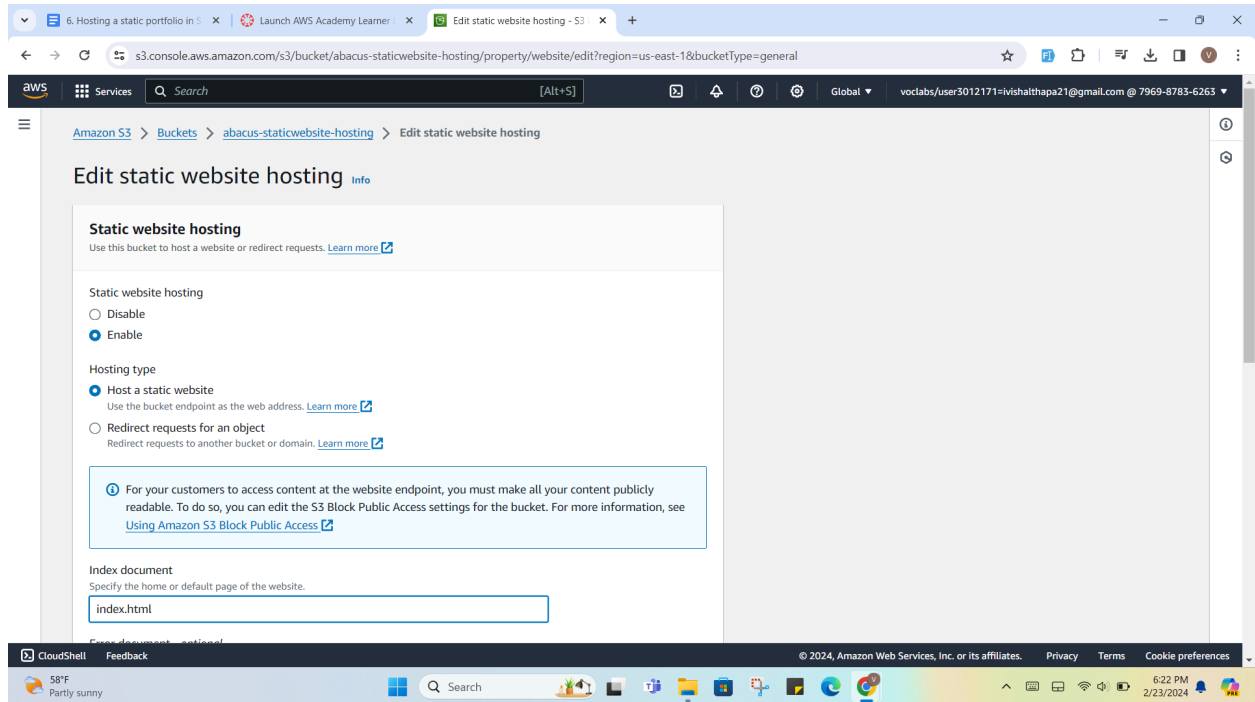 6. Hosting a static portfolio in S
Launch AWS Academy Learner
Edit static website hosting - S3
s3.console.aws.amazon.com/s3/bucket/abacus-staticwebsite-hosting/property/website/edit?region=us-east-1&bucketType=general
V
aws
Services
Search
[Alt+S]
Global
voclabs/user3012171=ivishalthapa21@gmail.com @ 7969-8783-6263
Amazon S3 > Buckets > abacus-staticwebsite-hosting > Edit static website hosting
Edit static website hosting Info
Static website hosting
Use this bucket to host a website or redirect requests. Learn more
Static website hosting
Disable
Enable
Hosting type
Host a static website
Use the bucket endpoint as the web address. Learn more
Redirect requests for an object
Redirect requests to another bucket or domain. Learn more
For your customers to access content at the website endpoint, you must make all your content publicly
readable. To do so, you can edit the S3 Block Public Access settings for the bucket. For more information, see
Using Amazon S3 Block Public Access
Index document
Specify the home or default page of the website.
index.html
Error document - optional
CloudShell Feedback
© 2024, Amazon Web Services, Inc. or its affiliates. Privacy Terms Cookie preferences
58°F
Partly sunny
Search
6:22 PM
2/23/2024